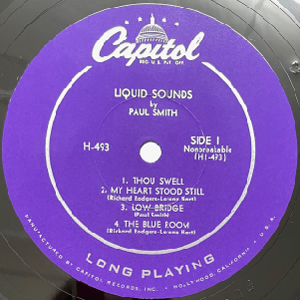 Capitol
REG. U.S. PAT. OFF.
LIQUID SOUNDS
by
PAUL SMITH
H-493
SIDE 1
Nonbreakable
(H1-493)
1. THOU SWELL
2. MY HEART STOOD STILL
(Richard Rodgers-Lorenz Hart)
3. LOW BRIDGE
(Paul Smith)
4. THE BLUE ROOM
(Richard Rodgers-Lorenz Hart)
LONG PLAYING
MANUFACTURED BY CAPITOL RECORDS, INC. • HOLLYWOOD, CALIFORNIA • U.S.A.